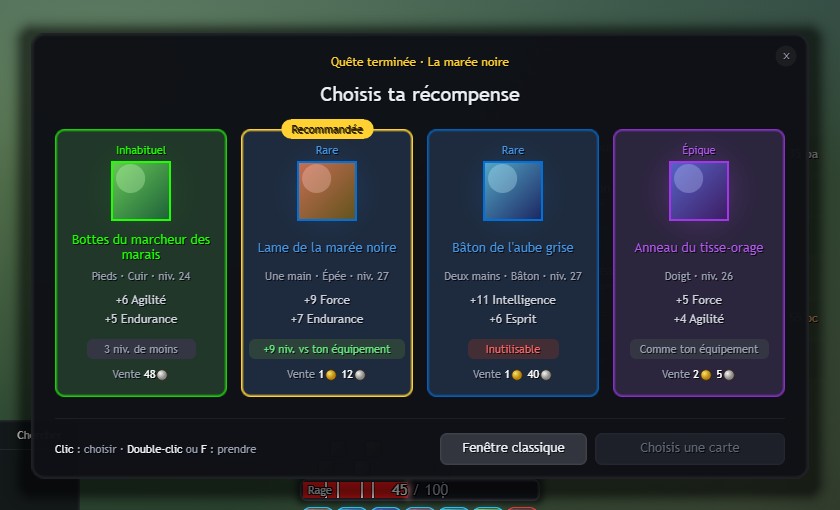 Quête terminée · La marée noire
x
Choisis ta récompense
Inhabituel
Bottes du marcheur des
marais
Pieds · Cuir · niv. 24
+6 Agilité
+5 Endurance
3 niv. de moins
Vente 48
Recommandée
Rare
Lame de la marée noire
Une main · Épée · niv. 27
+9 Force
+7 Endurance
+9 niv. vs ton équipement
Vente 1 12
Rare
Bâton de l'aube grise
Deux mains · Bâton · niv. 27
+11 Intelligence
+6 Esprit
Inutilisable
Vente 1 40
Épique
Anneau du tisse-orage
Doigt · niv. 26
+5 Force
+4 Agilité
Comme ton équipement
Vente 2 5
Clic : choisir · Double-clic ou F : prendre
Fenêtre classique
Choisis une carte
Rage 45 / 100